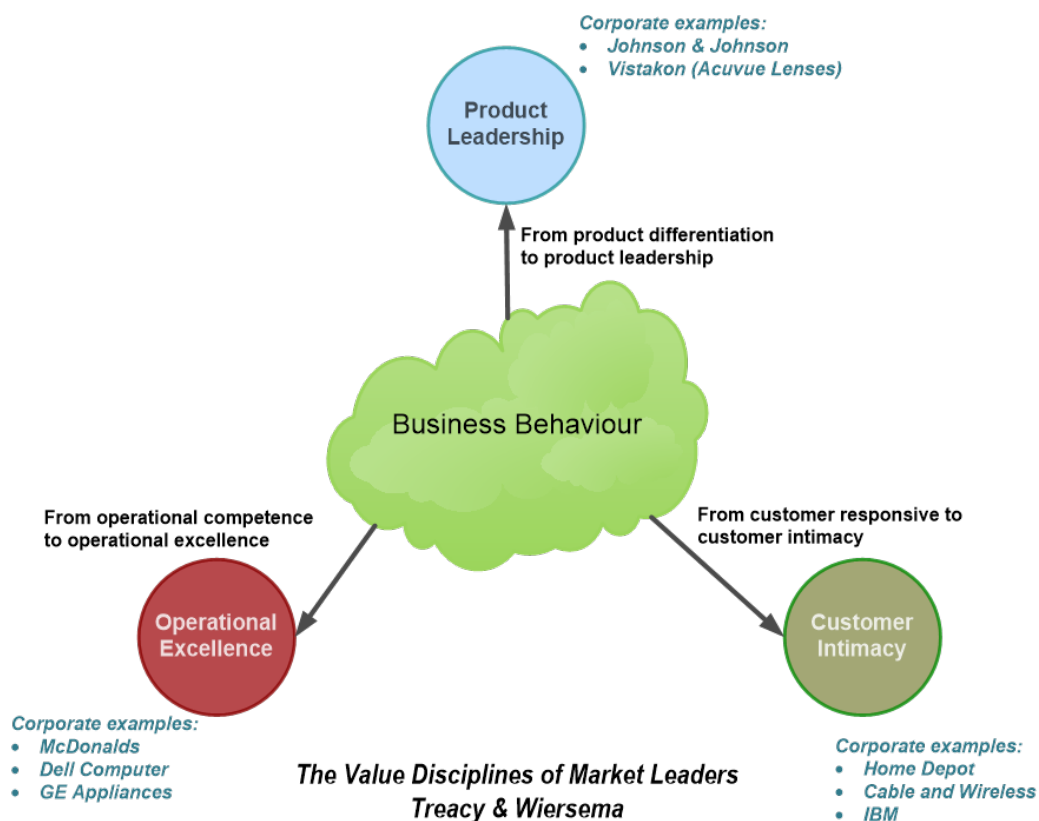 Corporate examples:
• Johnson & Johnson
• Vistakon (Acuvue Lenses)
Product
Leadership
From product differentiation
to product leadership
Business Behaviour
From operational competence
to operational excellence
From customer responsive to
customer intimacy
Operational
Excellence
Customer
Intimacy
Corporate examples:
• McDonalds
• Dell Computer
• GE Appliances
The Value Disciplines of Market Leaders
Treacy & Wiersema
Corporate examples:
• Home Depot
• Cable and Wireless
• IBM